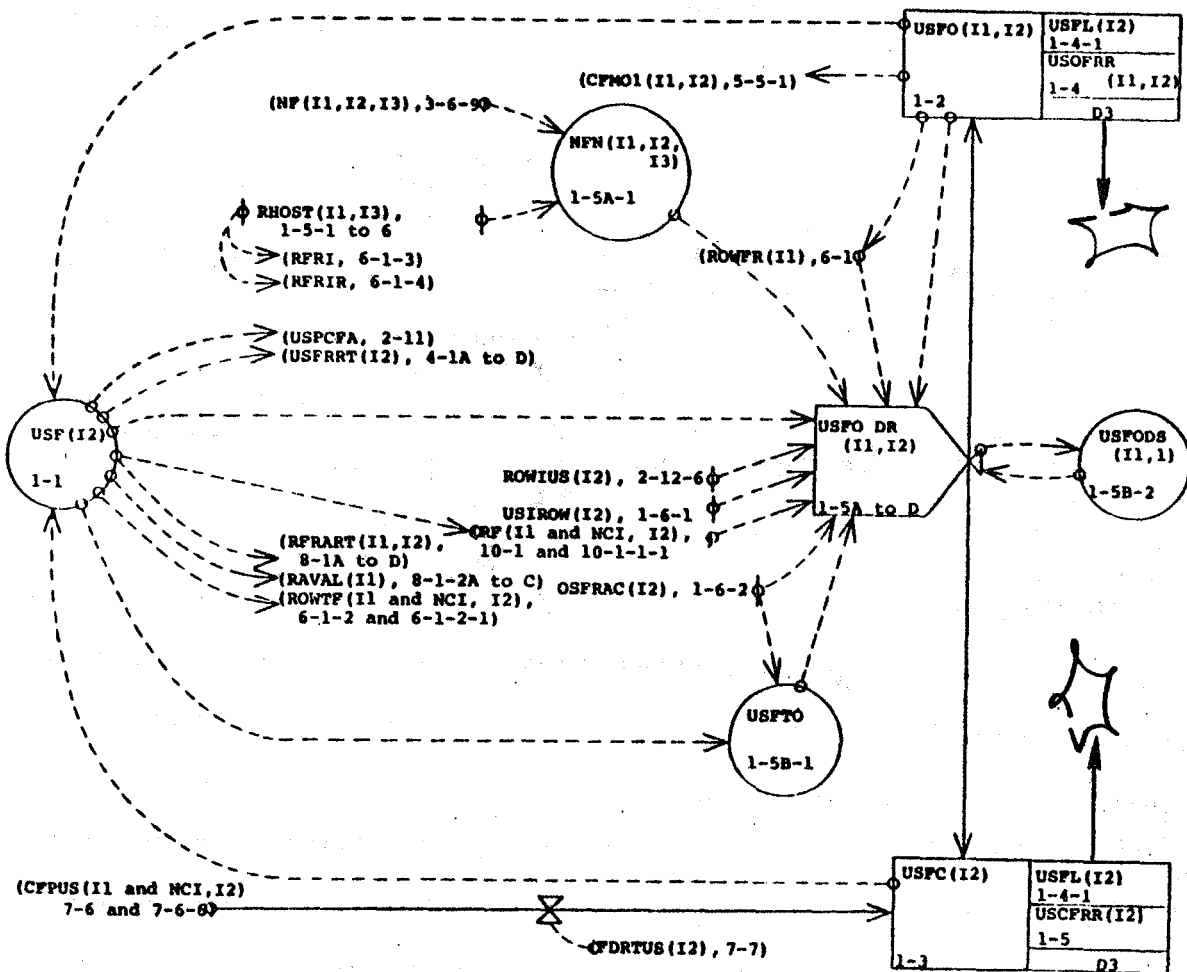 USFO(I1,I2)
USFL(I2)
1-4-1
USOFRR
(I1,I2)
1-4
1-2
D3
(CFMO1(I1,I2),5-5-1)
(NF(I1,I2,I3),3-6-9)
NFN(I1,I2,
I3)
1-5A-1
RHOST(I1,I3),
1-5-1 to 6
(RFRI, 6-1-3)
(RFRIR, 6-1-4)
(ROWFR(I1),6-1)
(USPCFA, 2-11)
(USFRRT(I2), 4-1A to D)
USF(I2)
1-1
USFO DR
(I1,I2)
1-5A to D
USFODS
(I1,1)
1-5B-2
ROWIUS(I2), 2-12-6
USIROW(I2), 1-6-1
(RF(I1 and NCI, I2),
10-1 and 10-1-1-1
(RFRART(I1,I2),
8-1A to D)
(RAVAL(I1), 8-1-2A to C)
(ROWTF(I1 and NCI, I2),
6-1-2 and 6-1-2-1)
OSFRAC(I2), 1-6-2
USFTO
1-5B-1
(CFPUS(I1 and NCI,I2)
7-6 and 7-6-6)
(FDRTUS(I2), 7-7)
USFC(I2)
USFL(I2)
1-4-1
USCFRR(I2)
1-5
1-3
D3